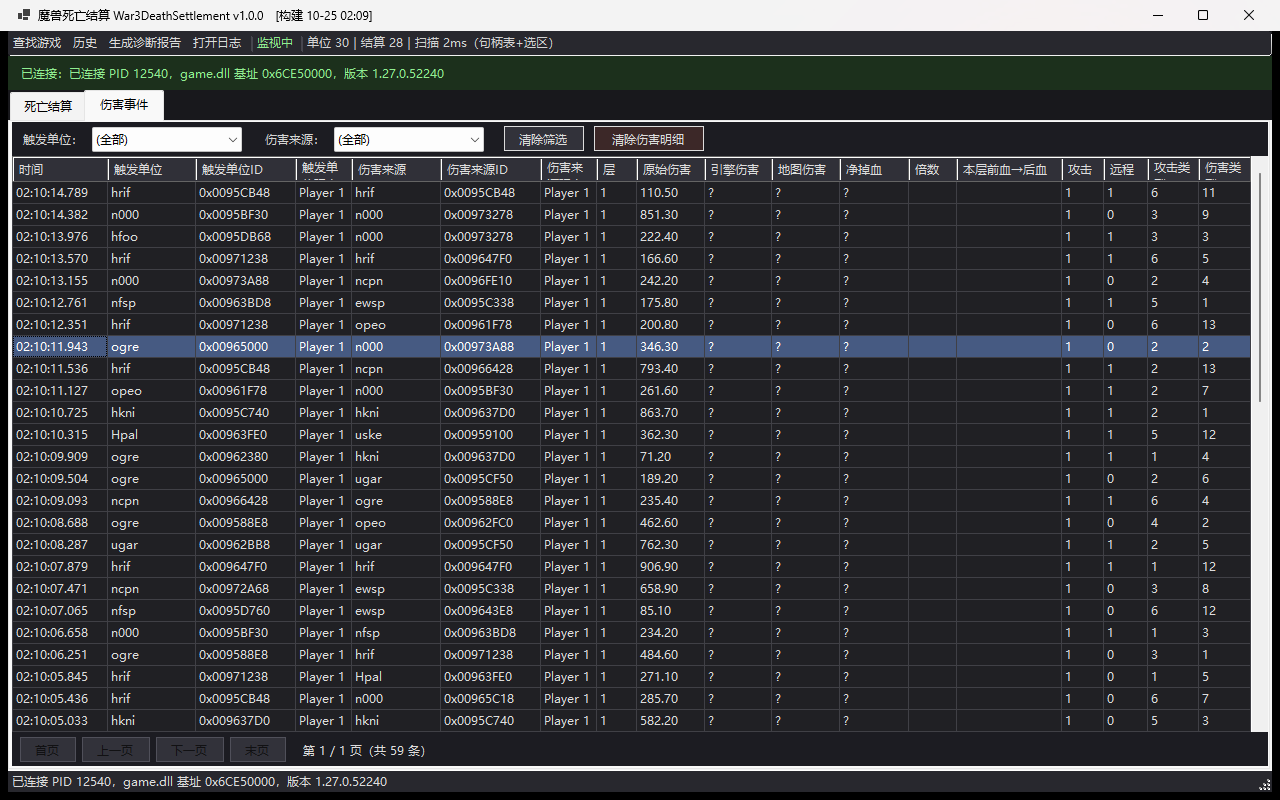 魔兽死亡结算 War3DeathSettlement v1.0.0 [构建 10-25 02:09]
查找游戏 历史 生成诊断报告 打开日志 | 监视中 | 单位 30 | 结算 28 | 扫描 2ms (句柄表+选区)
已连接: 已连接 PID 12540, game.dll 基址 0x6CE50000, 版本 1.27.0.52240
死亡结算 伤害事件
触发单位: (全部) 伤害来源: (全部) 清除筛选 清除伤害明细
时间 触发单位 触发单位ID 触发单 伤害来源 伤害来源ID 伤害来 层 原始伤害 引擎伤害 地图伤害 净掉血 倍数 本层前血→后血 攻击 远程 攻击类 伤害类
02:10:14.789 hrif 0x0095CB48 Player 1 hrif 0x0095CB48 Player 1 1 110.50 ? ? ? 1 1 6 11
02:10:14.382 n000 0x0095BF30 Player 1 n000 0x00973278 Player 1 1 851.30 ? ? ? 1 0 3 9
02:10:13.976 hfoo 0x0095DB68 Player 1 n000 0x00973278 Player 1 1 222.40 ? ? ? 1 1 3 3
02:10:13.570 hrif 0x00971238 Player 1 hrif 0x009647F0 Player 1 1 166.60 ? ? ? 1 1 6 5
02:10:13.155 n000 0x00973A88 Player 1 ncpn 0x0096FE10 Player 1 1 242.20 ? ? ? 1 0 2 4
02:10:12.761 nfsp 0x00963BD8 Player 1 ewsp 0x0095C338 Player 1 1 175.80 ? ? ? 1 1 5 1
02:10:12.351 hrif 0x00971238 Player 1 opeo 0x00961F78 Player 1 1 200.80 ? ? ? 1 0 6 13
02:10:11.943 ogre 0x00965000 Player 1 n000 0x00973A88 Player 1 1 346.30 ? ? ? 1 0 2 2
02:10:11.536 hrif 0x0095CB48 Player 1 ncpn 0x00966428 Player 1 1 793.40 ? ? ? 1 1 2 13
02:10:11.127 opeo 0x00961F78 Player 1 n000 0x0095BF30 Player 1 1 261.60 ? ? ? 1 1 2 7
02:10:10.725 hkni 0x0095C740 Player 1 hkni 0x009637D0 Player 1 1 863.70 ? ? ? 1 1 2 1
02:10:10.315 Hpal 0x00963FE0 Player 1 uske 0x00959100 Player 1 1 362.30 ? ? ? 1 1 5 12
02:10:09.909 ogre 0x00962380 Player 1 hkni 0x009637D0 Player 1 1 71.20 ? ? ? 1 1 1 4
02:10:09.504 ogre 0x00965000 Player 1 ugar 0x0095CF50 Player 1 1 189.20 ? ? ? 1 0 2 6
02:10:09.093 ncpn 0x00966428 Player 1 ogre 0x009588E8 Player 1 1 235.40 ? ? ? 1 1 6 4
02:10:08.688 ogre 0x009588E8 Player 1 opeo 0x00962FC0 Player 1 1 462.60 ? ? ? 1 0 4 2
02:10:08.287 ugar 0x00962BB8 Player 1 ugar 0x0095CF50 Player 1 1 762.30 ? ? ? 1 1 2 5
02:10:07.879 hrif 0x009647F0 Player 1 hrif 0x009647F0 Player 1 1 906.90 ? ? ? 1 1 1 12
02:10:07.471 ncpn 0x00972A68 Player 1 ewsp 0x0095C338 Player 1 1 658.90 ? ? ? 1 0 3 8
02:10:07.065 nfsp 0x0095D760 Player 1 ewsp 0x009643E8 Player 1 1 85.10 ? ? ? 1 0 6 12
02:10:06.658 n000 0x0095BF30 Player 1 nfsp 0x00963BD8 Player 1 1 234.20 ? ? ? 1 1 1 3
02:10:06.251 ogre 0x009588E8 Player 1 hrif 0x00971238 Player 1 1 484.60 ? ? ? 1 0 3 1
02:10:05.845 hrif 0x00971238 Player 1 Hpal 0x00963FE0 Player 1 1 271.10 ? ? ? 1 0 1 5
02:10:05.436 hrif 0x0095CB48 Player 1 n000 0x00965C18 Player 1 1 285.70 ? ? ? 1 0 6 7
02:10:05.033 hkni 0x009637D0 Player 1 hkni 0x0095C740 Player 1 1 582.20 ? ? ? 1 0 5 3
首页 上一页 下一页 末页 第 1 / 1 页 (共 59 条)
已连接 PID 12540, game.dll 基址 0x6CE50000, 版本 1.27.0.52240